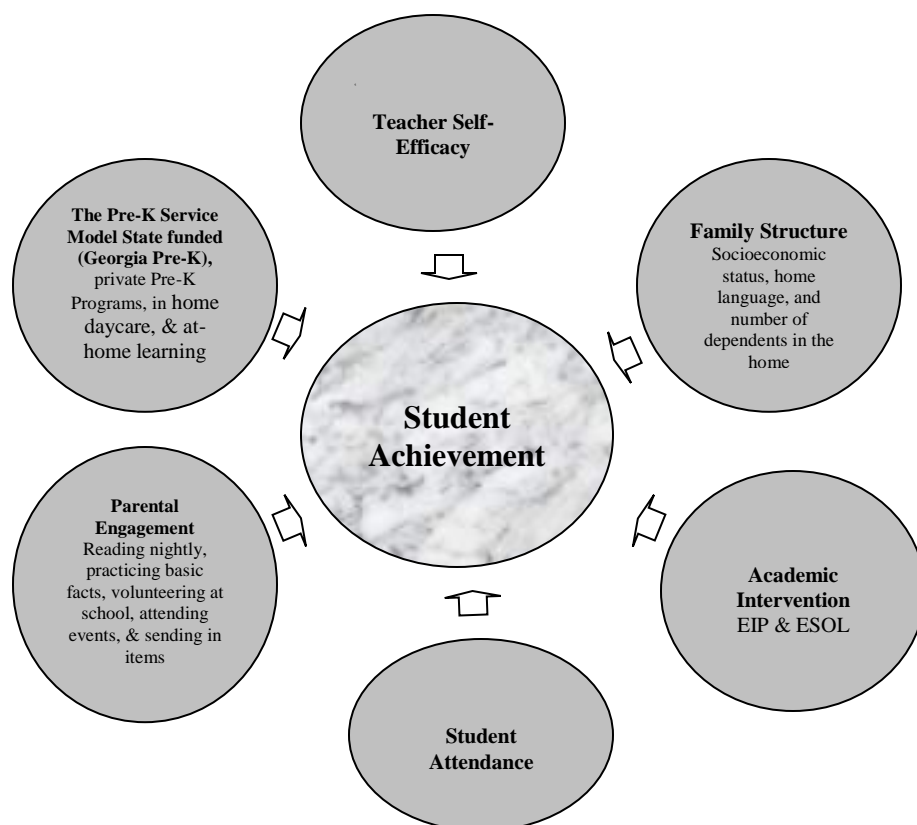 Teacher Self-
Efficacy
The Pre-K Service
Model State funded
(Georgia Pre-K),
private Pre-K
Programs, in home
daycare, & at-
home learning
Family Structure
Socioeconomic
status, home
language, and
number of
dependents in the
home
Student
Achievement
Parental
Engagement
Reading nightly,
practicing basic
facts, volunteering at
school, attending
events, & sending in
items
Academic
Intervention
EIP & ESOL
Student
Attendance